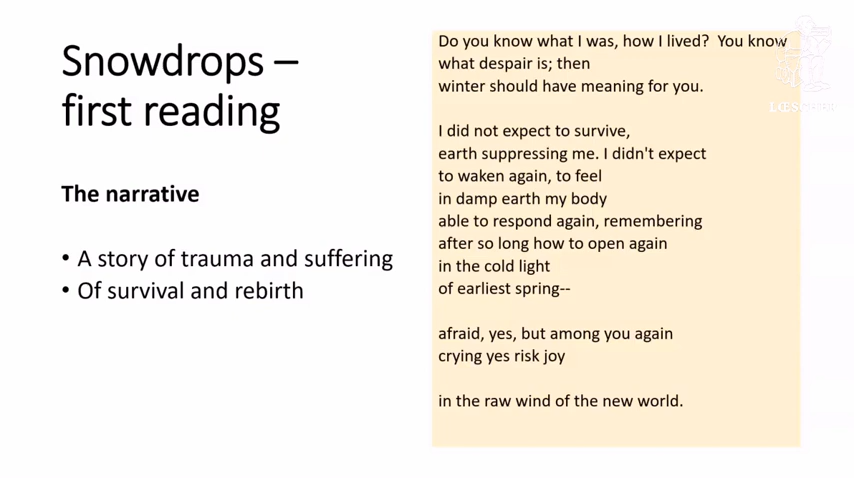 Snowdrops –
first reading
The narrative
• A story of trauma and suffering
• Of survival and rebirth
Do you know what I was, how I lived?  You know
what despair is; then
winter should have meaning for you.
I did not expect to survive,
earth suppressing me. I didn't expect
to waken again, to feel
in damp earth my body
able to respond again, remembering
after so long how to open again
in the cold light
of earliest spring--
afraid, yes, but among you again
crying yes risk joy
in the raw wind of the new world.